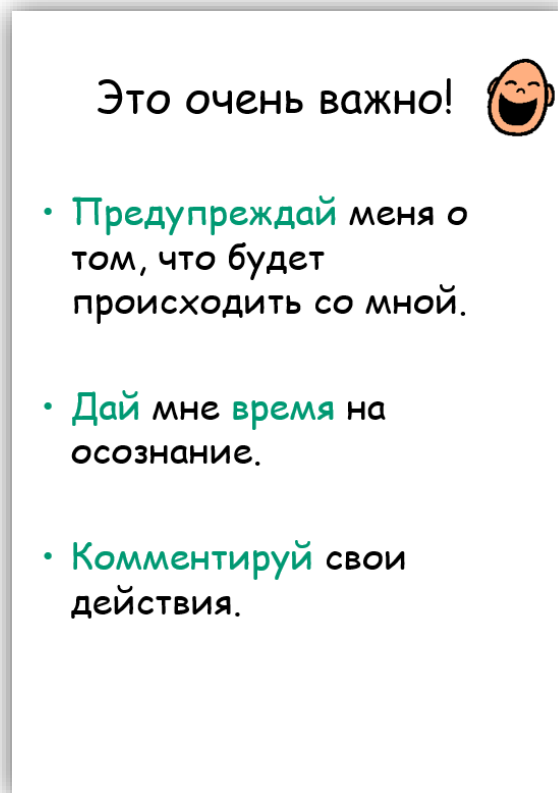 Это очень важно!
• Предупреждай меня о
том, что будет
происходить со мной.
• Дай мне время на
осознание.
• Комментируй свои
действия.